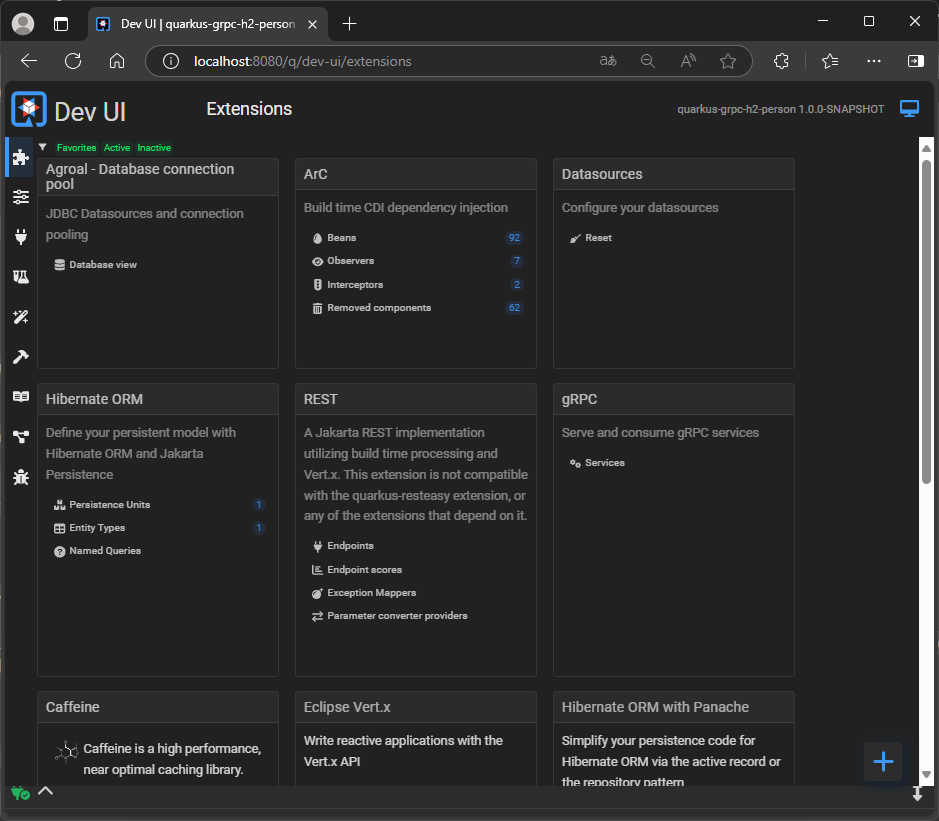 Dev UI | quarkus-grpc-h2-person
localhost:8080/q/dev-ui/extensions
Dev UI
Extensions
quarkus-grpc-h2-person 1.0.0-SNAPSHOT
Favorites Active Inactive
Agroal - Database connection
pool
JDBC Datasources and connection
pooling
Database view
ArC
Build time CDI dependency injection
Beans 92
Observers 7
Interceptors 2
Removed components 62
Datasources
Configure your datasources
Reset
Hibernate ORM
Define your persistent model with
Hibernate ORM and Jakarta
Persistence
Persistence Units 1
Entity Types 1
Named Queries
REST
A Jakarta REST implementation
utilizing build time processing and
Vert.x. This extension is not compatible
with the quarkus-resteasy extension, or
any of the extensions that depend on it.
Endpoints
Endpoint scores
Exception Mappers
Parameter converter providers
gRPC
Serve and consume gRPC services
Services
Caffeine
Caffeine is a high performance,
near optimal caching library.
Eclipse Vert.x
Write reactive applications with the
Vert.x API
Hibernate ORM with Panache
Simplify your persistence code for
Hibernate ORM via the active record or
the repository pattern